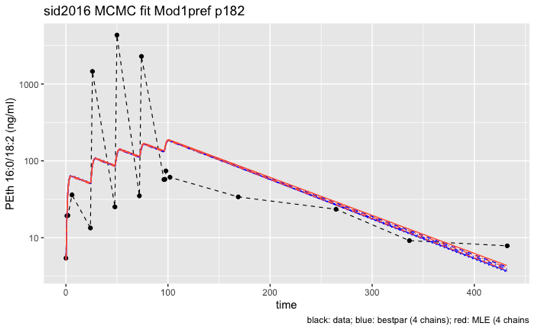 sid2016 MCMC fit Mod1pref p182
PEth 16:0/18:2 (ng/ml)
1000
100
10
0
100
200
300
400
time
black: data; blue: bestpar (4 chains); red: MLE (4 chains